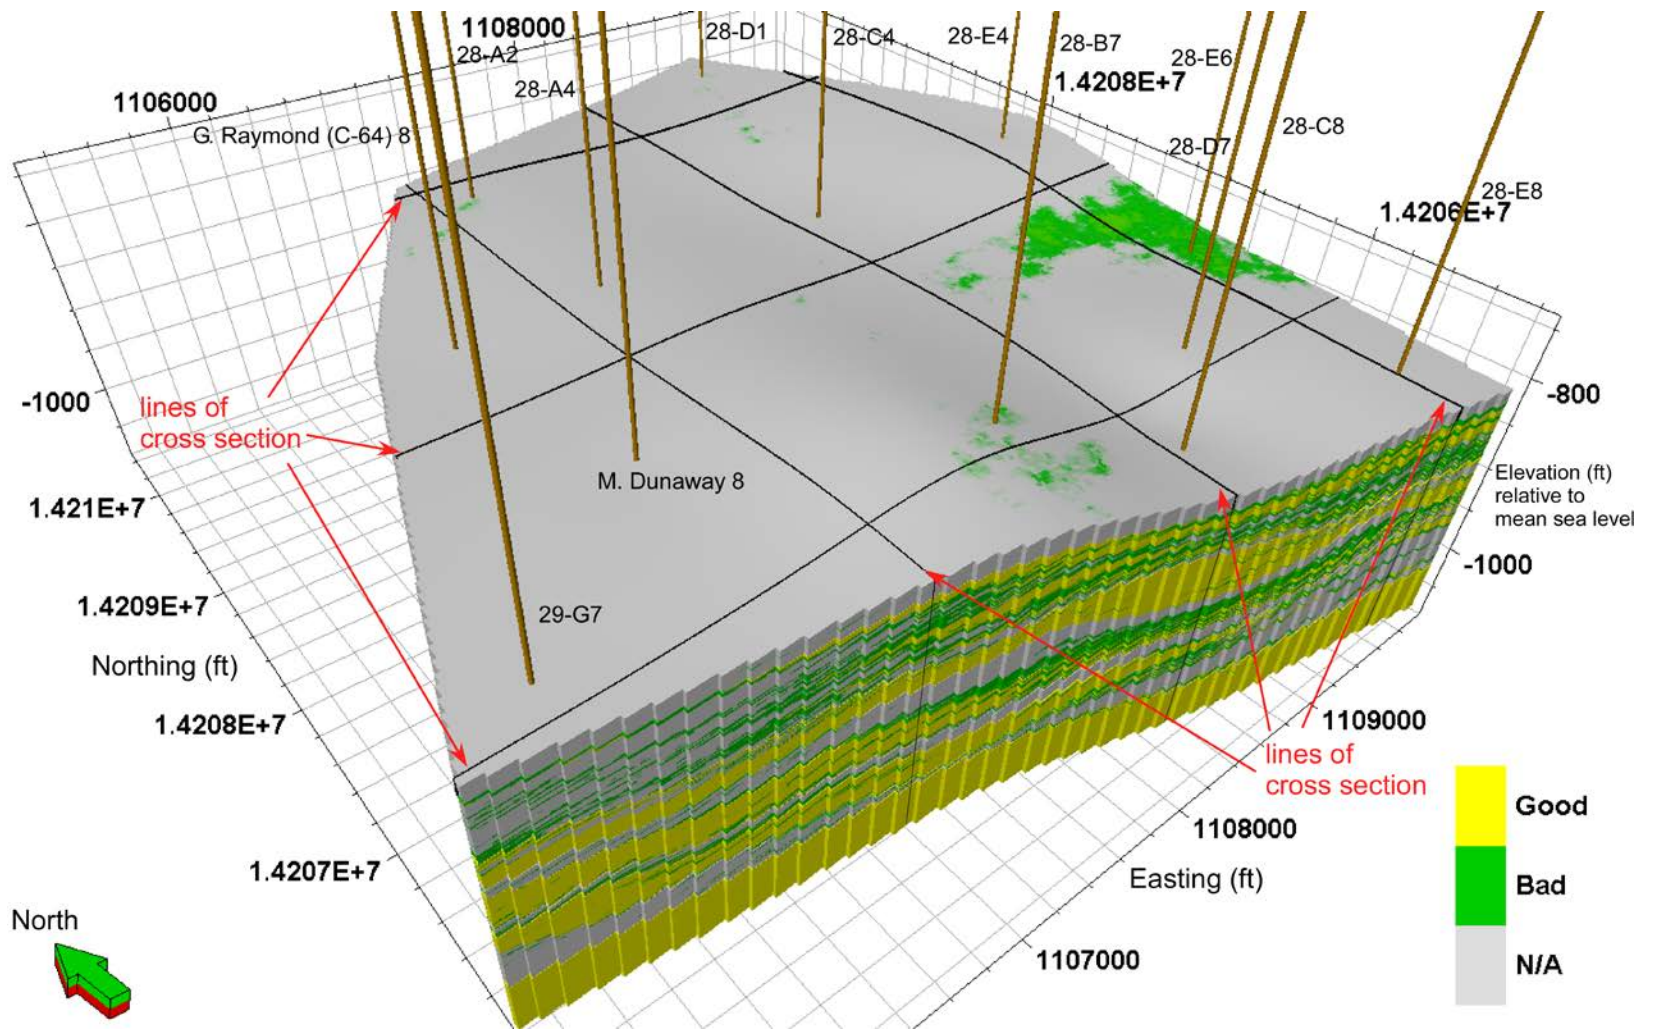 1108000
28-D1
28-C4
28-E4
28-B7
28-A2
28-E6
1.4208E+7
28-A4
1106000
28-C8
G. Raymond (C-64) 8
28-D7
28-E8
1.4206E+7
-800
-1000
lines of
cross section
M. Dunaway 8
Elevation (ft)
relative to
mean sea level
1.421E+7
-1000
1.4209E+7
29-G7
Northing (ft)
1.4208E+7
1109000
lines of
cross section
Good
1108000
1.4207E+7
Easting (ft)
Bad
North
1107000
N/A